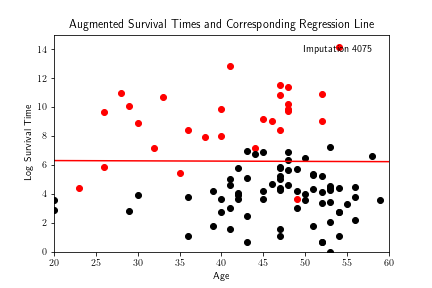 Augmented Survival Times and Corresponding Regression Line
Imputation 4075
14
12
10
8
6
4
2
0
Log Survival Time
20 25 30 35 40 45 50 55 60
Age